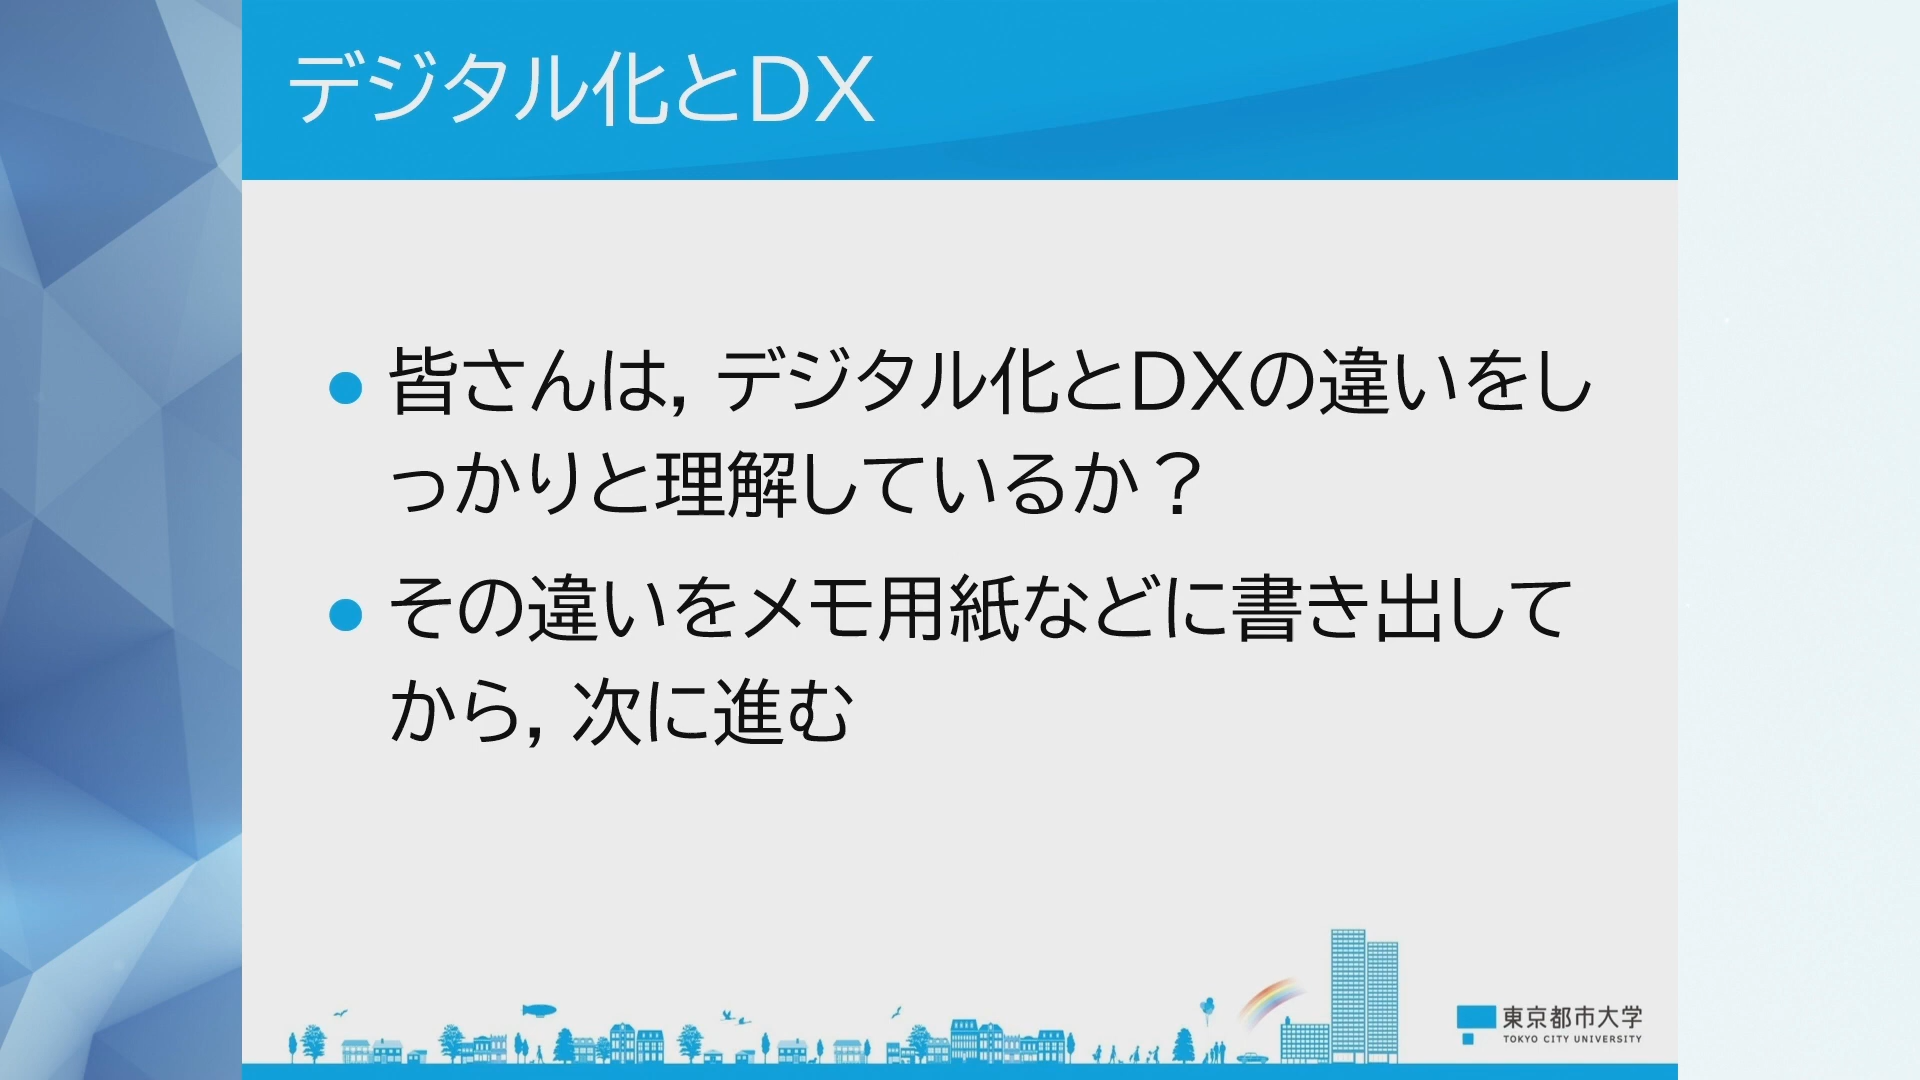 デジタル化とDX
皆さんは, デジタル化とDXの違いをし
っかりと理解しているか？
その違いをメモ用紙などに書き出して
から, 次に進む
東京都市大学
TOKYO CITY UNIVERSITY